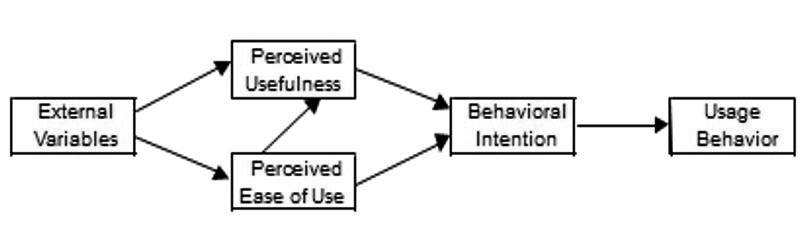 External
Variables
Perceived
Usefulness
Perceived
Ease of Use
Behavioral
Intention
Usage
Behavior